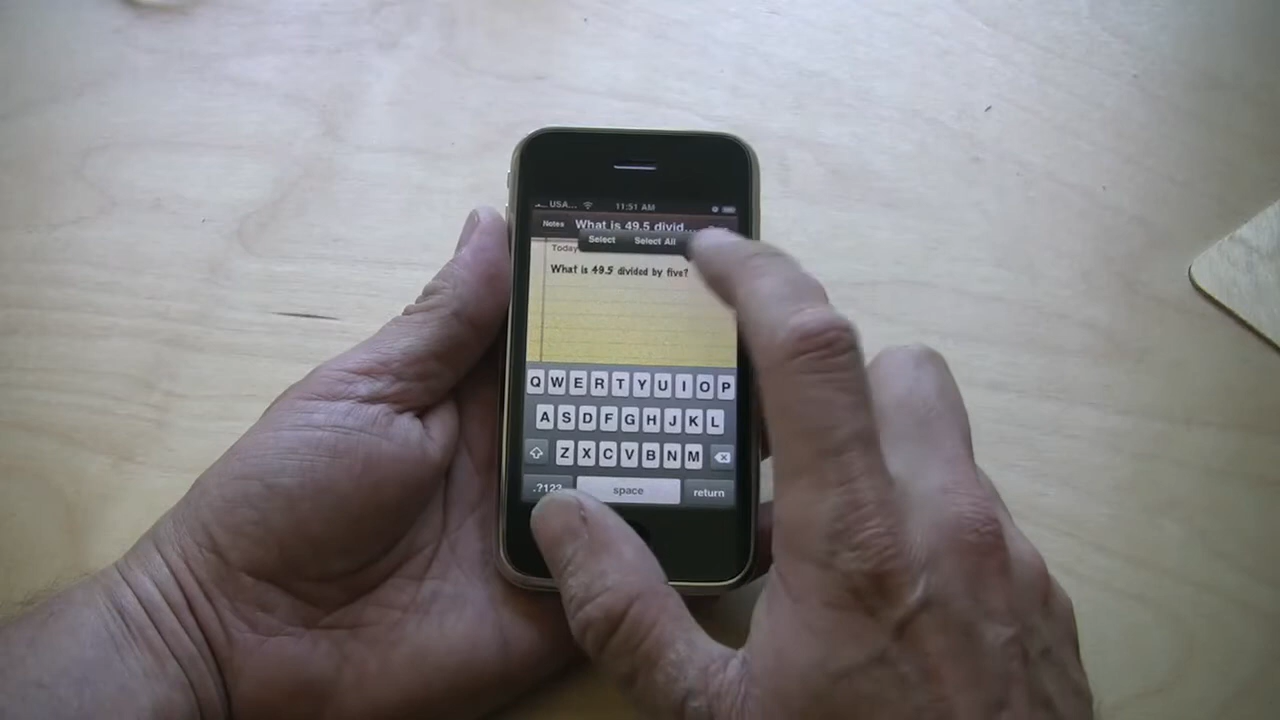 USA... 11:51 AM
Notes What is 49.5 divid...
Select Select All
Today
What is 49.5 divided by five?
Q W E R T Y U I O P
A S D F G H J K L
Z X C V B N M
.?123 space return